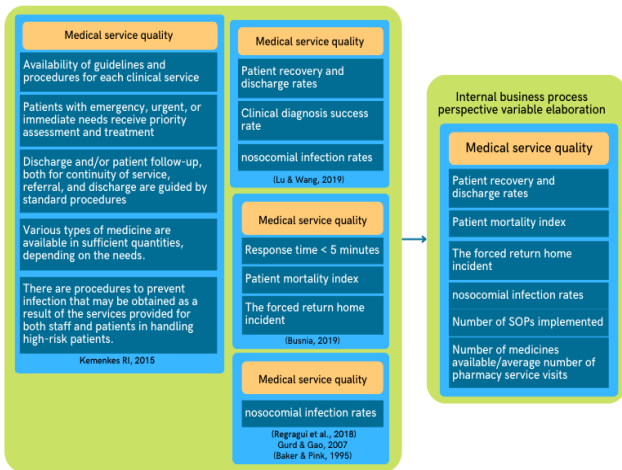 Medical service quality
Availability of guidelines and
procedures for each clinical service
Patients with emergency, urgent, or
immediate needs receive priority
assessment and treatment
Discharge and/or patient follow-up,
both for continuity of service,
referral, and discharge are guided by
standard procedures
Various types of medicine are
available in sufficient quantities,
depending on the needs.
There are procedures to prevent
infection that may be obtained as a
result of the services provided for
both staff and patients in handling
high-risk patients.
Kemenkes RI, 2015
Medical service quality
Patient recovery and
discharge rates
Clinical diagnosis success
rate
nosocomial infection rates
(Lu & Wang, 2019)
Medical service quality
Response time < 5 minutes
Patient mortality index
The forced return home
incident
(Busnia, 2019)
Medical service quality
nosocomial infection rates
(Regragui et al., 2018)
Gurd & Gao, 2007
(Baker & Pink, 1995)
Internal business process
perspective variable elaboration
Medical service quality
Patient recovery and
discharge rates
Patient mortality index
The forced return home
incident
nosocomial infection rates
Number of SOPs implemented
Number of medicines
available/average number of
pharmacy service visits